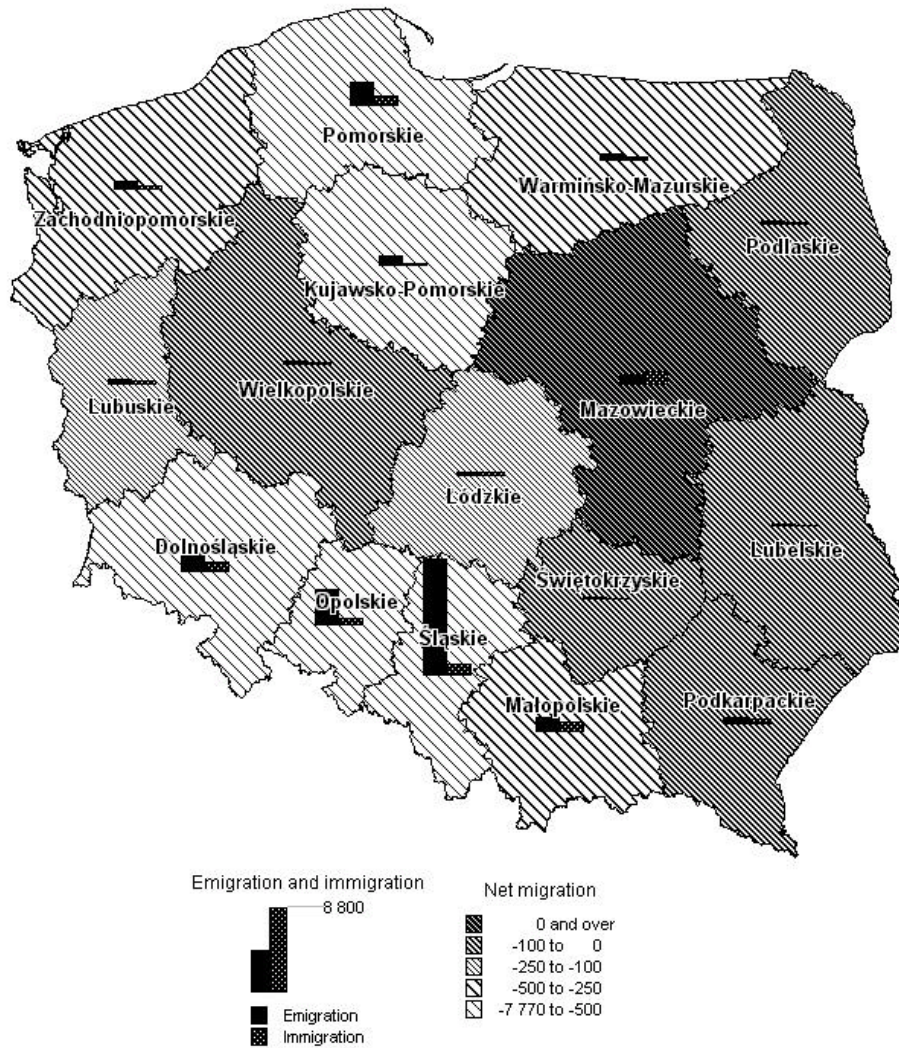 Pomorskie
Warmińsko-Mazurskie
Zachodniopomorskie
Podlaskie
Kujawsko-Pomorskie
Wielkopolskie
Mazowieckie
Lubuskie
Łódzkie
Dolnośląskie
Lubelskie
Świętokrzyskie
Opolskie
Śląskie
Małopolskie
Podkarpackie
Emigration and immigration
8 800
Emigration
Immigration
Net migration
0 and over
-100 to 0
-250 to -100
-500 to -250
-7 770 to -500